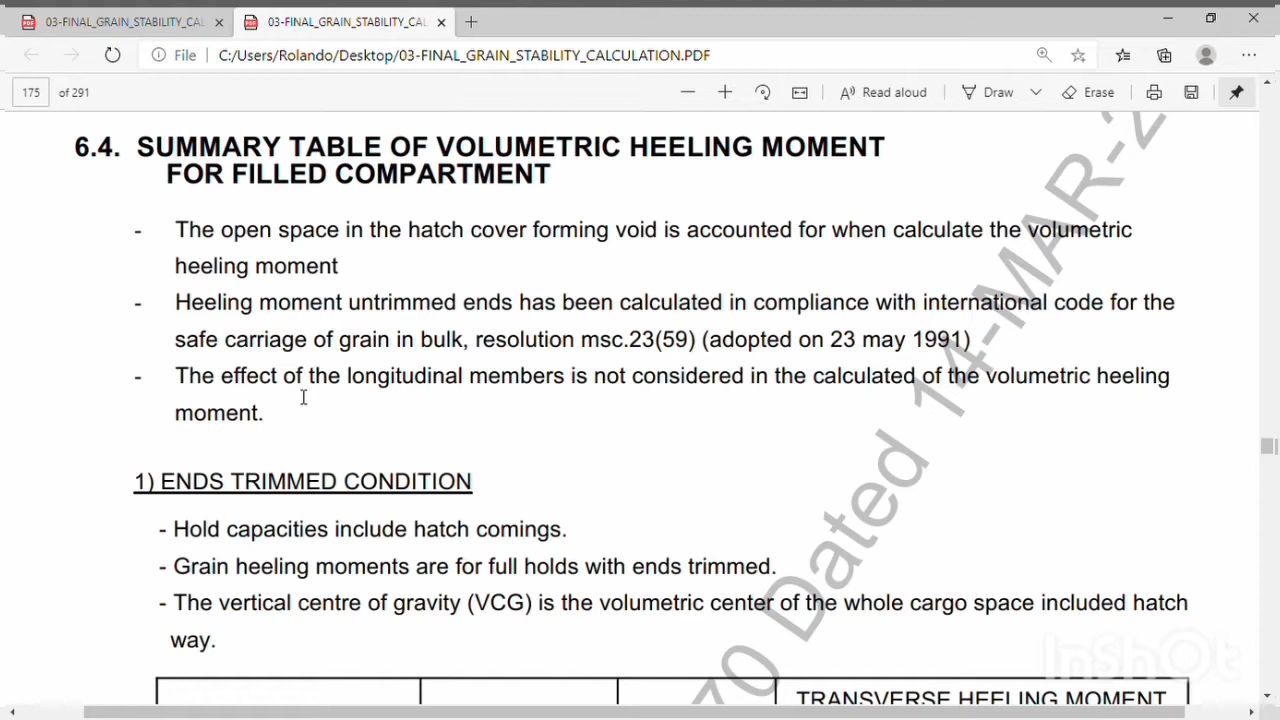 03-FINAL_GRAIN_STABILITY_CAL
03-FINAL_GRAIN_STABILITY_CAL
File
C:/Users/Rolando/Desktop/03-FINAL_GRAIN_STABILITY_CALCULATION.PDF
175 of 291
Read aloud
Draw
Erase
6.4. SUMMARY TABLE OF VOLUMETRIC HEELING MOMENT
FOR FILLED COMPARTMENT
- The open space in the hatch cover forming void is accounted for when calculate the volumetric
heeling moment
- Heeling moment untrimmed ends has been calculated in compliance with international code for the
safe carriage of grain in bulk, resolution msc.23(59) (adopted on 23 may 1991)
- The effect of the longitudinal members is not considered in the calculated of the volumetric heeling
moment.
1) ENDS TRIMMED CONDITION
- Hold capacities include hatch comings.
- Grain heeling moments are for full holds with ends trimmed.
- The vertical centre of gravity (VCG) is the volumetric center of the whole cargo space included hatch
way.
TRANSVERSE HEELING MOMENT
70 Dated 14-MAR-2
InShOt